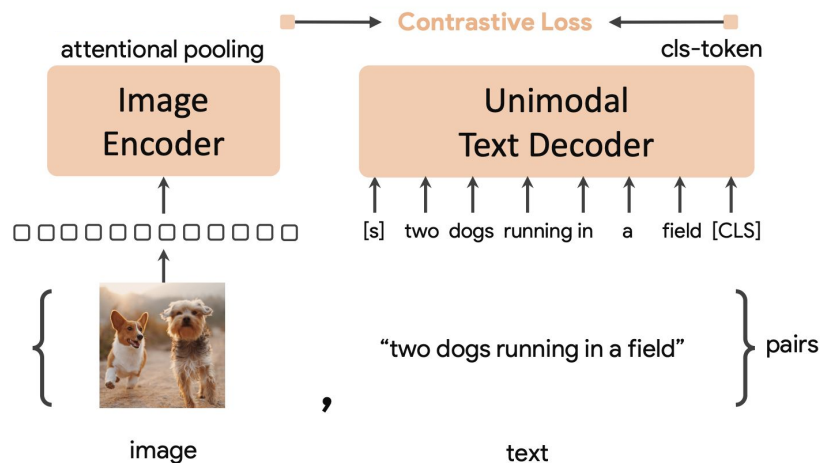 Contrastive Loss
attentional pooling
cls-token
Image
Encoder
Unimodal
Text Decoder
[s] two dogs running in a field [CLS]
“two dogs running in a field”
pairs
,
image
text